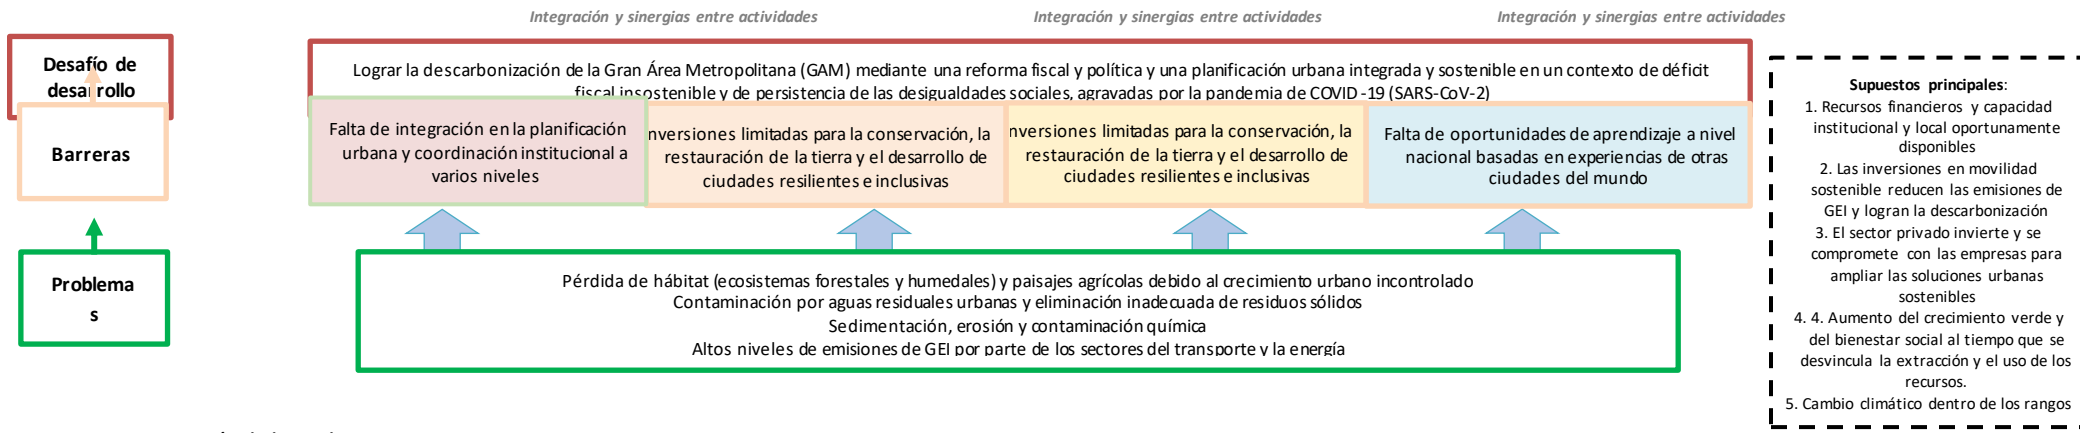 Integración y sinergias entre actividades
Integración y sinergias entre actividades
Integración y sinergias entre actividades
Desafío de
desarrollo
Lograr la descarbonización de la Gran Área Metropolitana (GAM) mediante una reforma fiscal y política y una planificación urbana integrada y sostenible en un contexto de déficit
fiscal insostenible y de persistencia de las desigualdades sociales, agravadas por la pandemia de COVID-19 (SARS-CoV-2)
Barreras
Falta de integración en la planificación
urbana y coordinación institucional a
varios niveles
nversiones limitadas para la conservación, la
restauración de la tierra y el desarrollo de
ciudades resilientes e inclusivas
nversiones limitadas para la conservación, la
restauración de la tierra y el desarrollo de
ciudades resilientes e inclusivas
Falta de oportunidades de aprendizaje a nivel
nacional basadas en experiencias de otras
ciudades del mundo
Problema
s
Pérdida de hábitat (ecosistemas forestales y humedales) y paisajes agrícolas debido al crecimiento urbano incontrolado
Contaminación por aguas residuales urbanas y eliminación inadecuada de residuos sólidos
Sedimentación, erosión y contaminación química
Altos niveles de emisiones de GEI por parte de los sectores del transporte y la energía
Supuestos principales:
1. Recursos financieros y capacidad
institucional y local oportunamente
disponibles
2. Las inversiones en movilidad
sostenible reducen las emisiones de
GEI y logran la descarbonización
3. El sector privado invierte y se
compromete con las empresas para
ampliar las soluciones urbanas
sostenibles
4. 4. Aumento del crecimiento verde y
del bienestar social al tiempo que se
desvincula la extracción y el uso de los
recursos.
5. Cambio climático dentro de los rangos